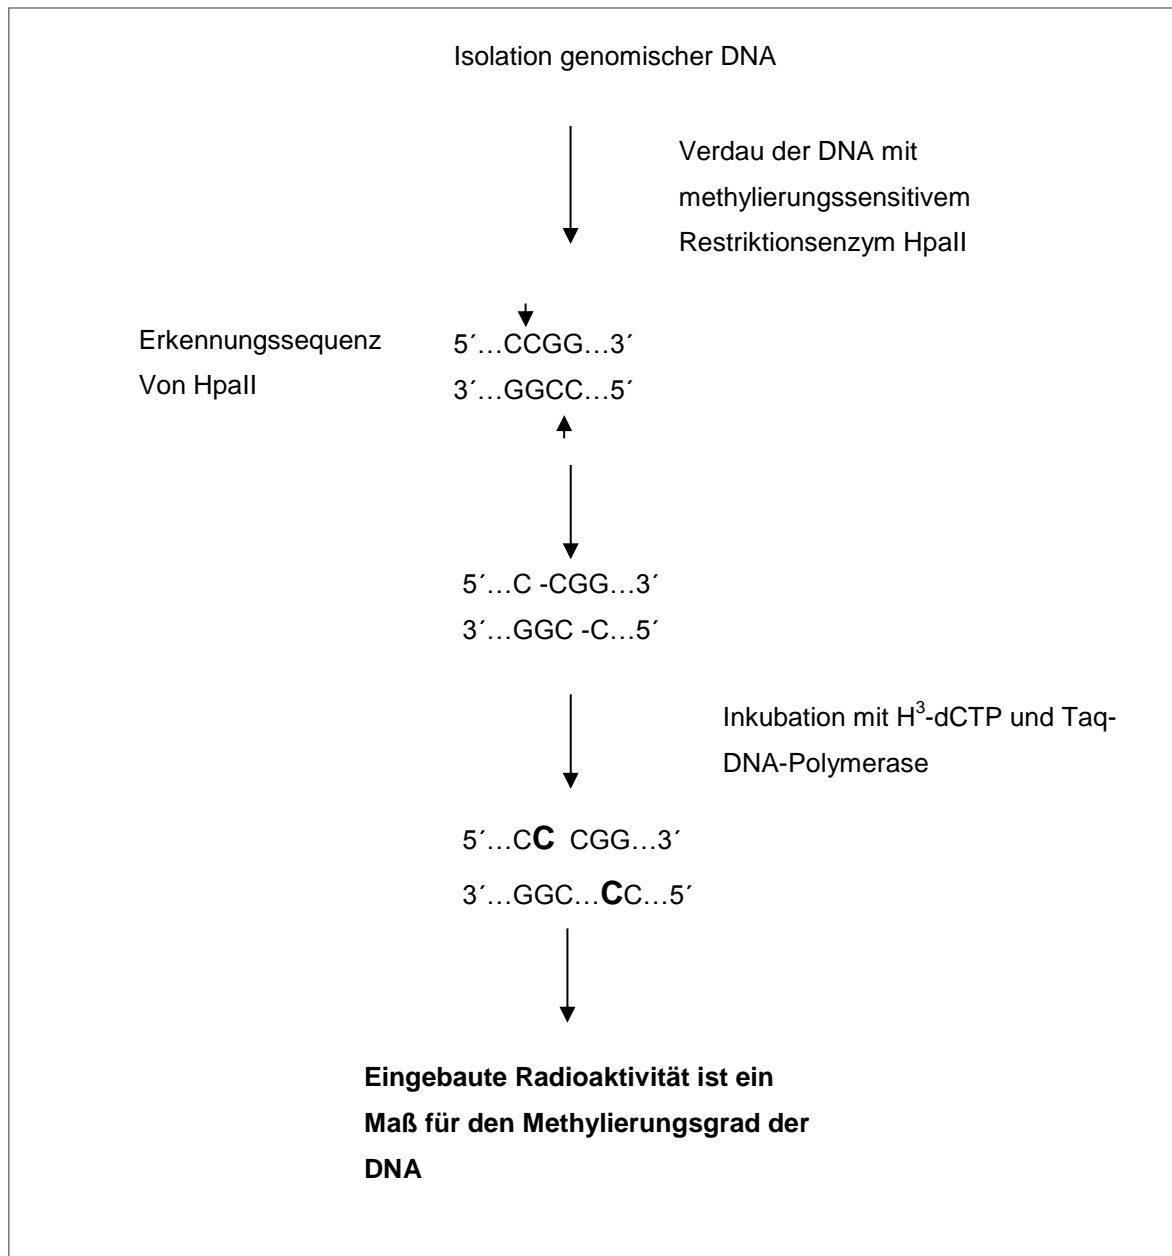 Isolation genomischer DNA
Verdau der DNA mit
methylierungssensitivem
Restriktionsenzym HpaII
Erkennungssequenz
Von HpaII
5´…CCGG…3´
3´…GGCC…5´
5´…C -CGG…3´
3´…GGC -C…5´
Inkubation mit H³-dCTP und Taq-
DNA-Polymerase
5´…CC CGG…3´
3´…GGC…CC…5´
Eingebaute Radioaktivität ist ein
Maß für den Methylierungsgrad der
DNA